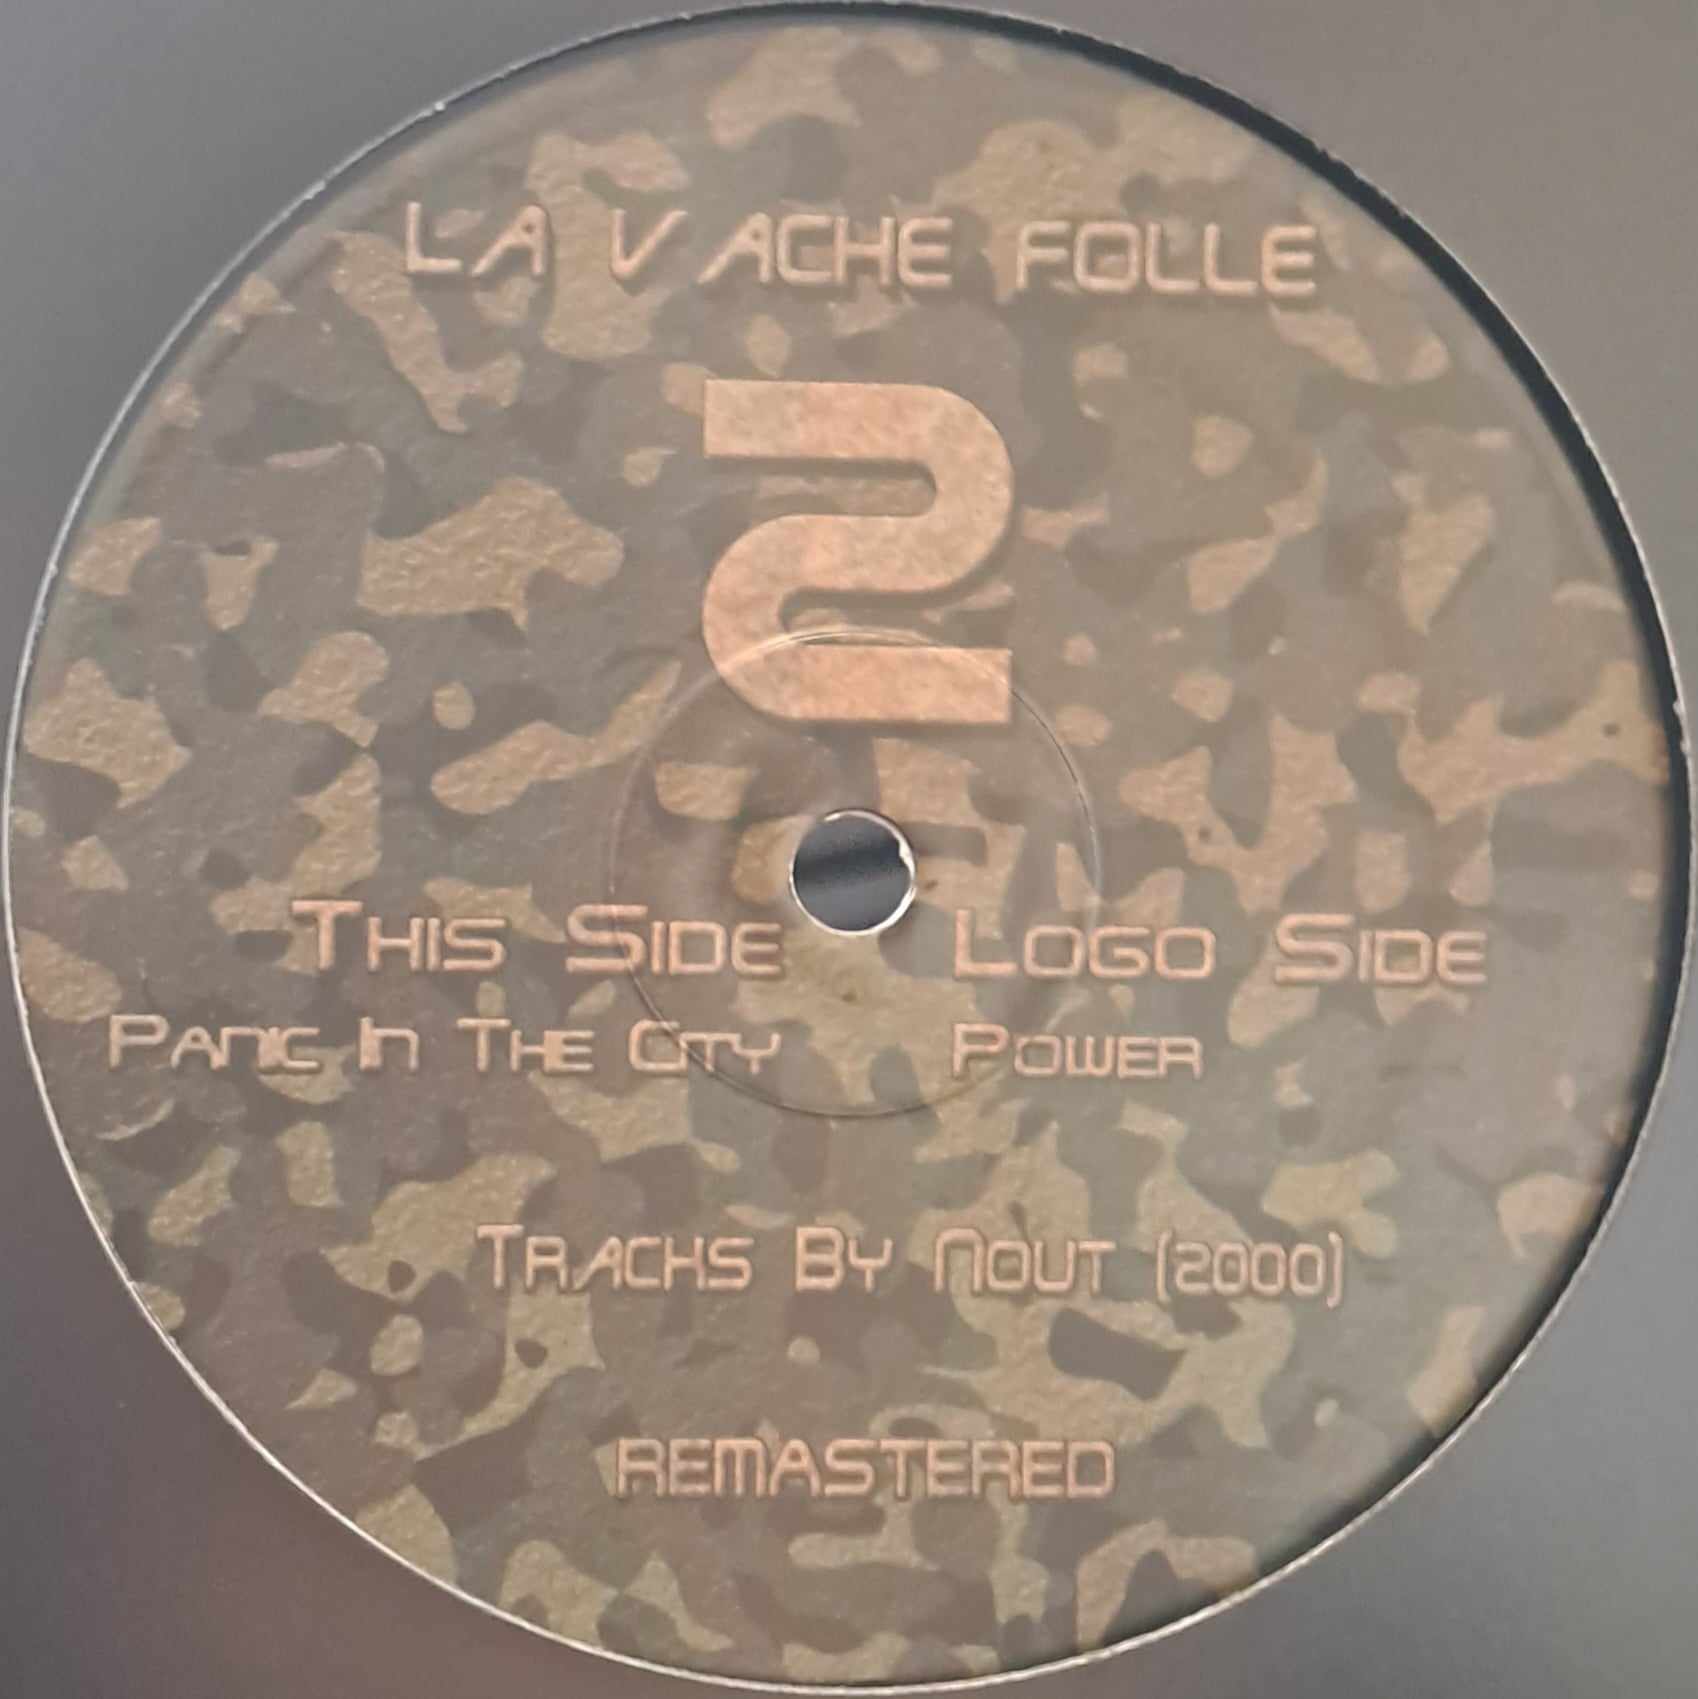 LA VACHE FOLLE
2
THIS SIDE LOGO SIDE
PANIC IN THE CITY POWER
TRACKS BY NOUT (2000)
REMASTERED